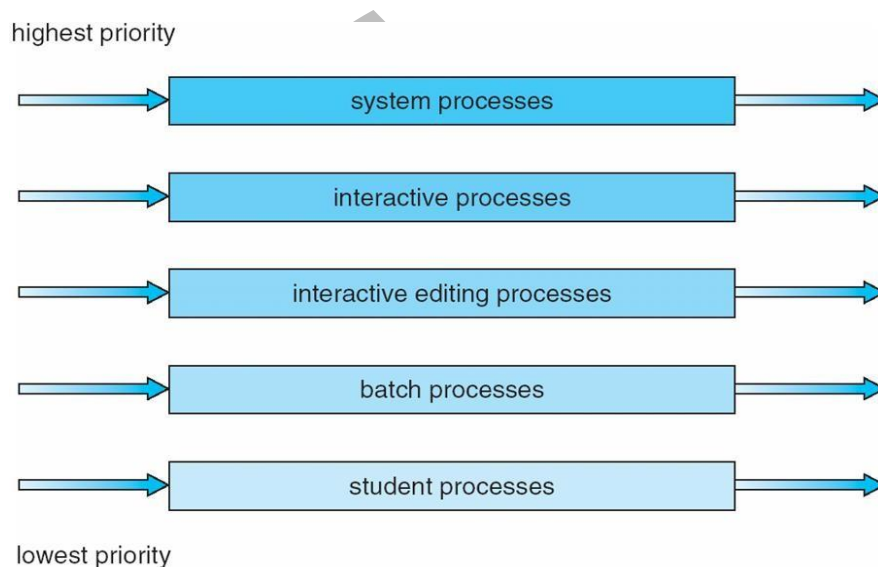 highest priority
system processes
interactive processes
interactive editing processes
batch processes
student processes
lowest priority